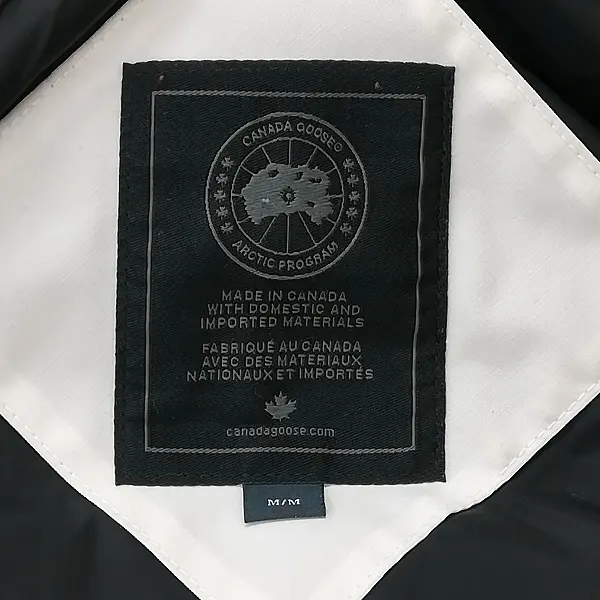 CANADA GOOSE®
ARCTIC PROGRAM
MADE IN CANADA
WITH DOMESTIC AND
IMPORTED MATERIALS
FABRIQUÉ AU CANADA
AVEC DES MATERIAUX
NATIONAUX ET IMPORTÉS
canadagoose.com
M/M